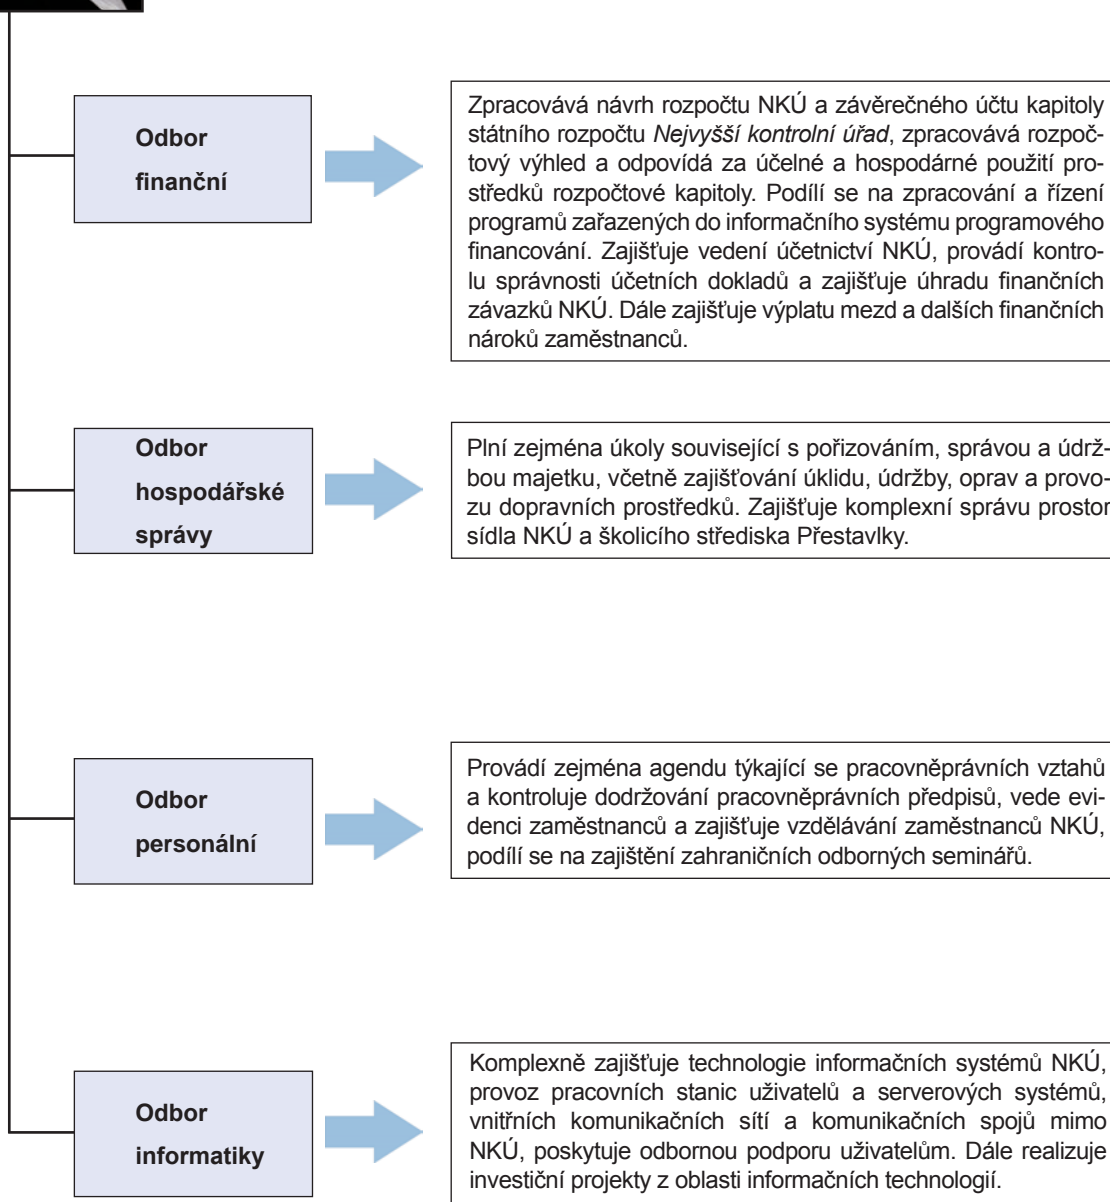 Odbor
finanční
Zpracovává návrh rozpočtu NKÚ a závěrečného účtu kapitoly
státního rozpočtu Nejvyšší kontrolní úřad, zpracovává rozpoč-
tový výhled a odpovídá za účelné a hospodárné použití pro-
středků rozpočtové kapitoly. Podílí se na zpracování a řízení
programů zařazených do informačního systému programového
financování. Zajišťuje vedení účetnictví NKÚ, provádí kontro-
lu správnosti účetních dokladů a zajišťuje úhradu finančních
závazků NKÚ. Dále zajišťuje výplatu mezd a dalších finančních
nároků zaměstnanců.
Odbor
hospodářské
správy
Plní zejména úkoly související s pořizováním, správou a údrž-
bou majetku, včetně zajišťování úklidu, údržby, oprav a provo-
zu dopravních prostředků. Zajišťuje komplexní správu prostor
sídla NKÚ a školicího střediska Přestavlky.
Odbor
personální
Provádí zejména agendu týkající se pracovněprávních vztahů
a kontroluje dodržování pracovněprávních předpisů, vede evi-
denci zaměstnanců a zajišťuje vzdělávání zaměstnanců NKÚ,
podílí se na zajištění zahraničních odborných seminářů.
Odbor
informatiky
Komplexně zajišťuje technologie informačních systémů NKÚ,
provoz pracovních stanic uživatelů a serverových systémů,
vnitřních komunikačních sítí a komunikačních spojů mimo
NKÚ, poskytuje odbornou podporu uživatelům. Dále realizuje
investiční projekty z oblasti informačních technologií.